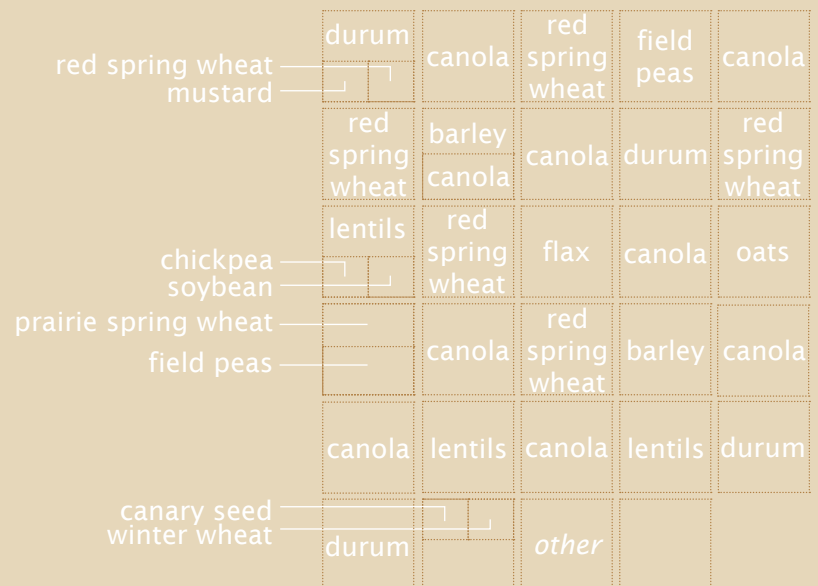 durum
red spring wheat
mustard
canola
red
spring
wheat
field
peas
canola
red
spring
wheat
barley
canola
canola
durum
red
spring
wheat
lentils
chickpea
soybean
red
spring
wheat
flax
canola
oats
prairie spring wheat
field peas
canola
red
spring
wheat
barley
canola
canola
lentils
canola
lentils
durum
canary seed
winter wheat
durum
other